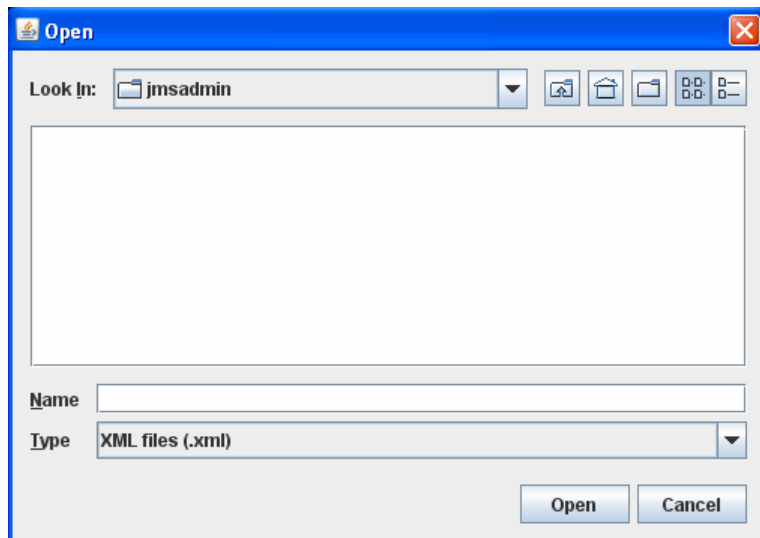 Open
Look In: jmsadmin
Name
Type XML files (.xml)
Open Cancel